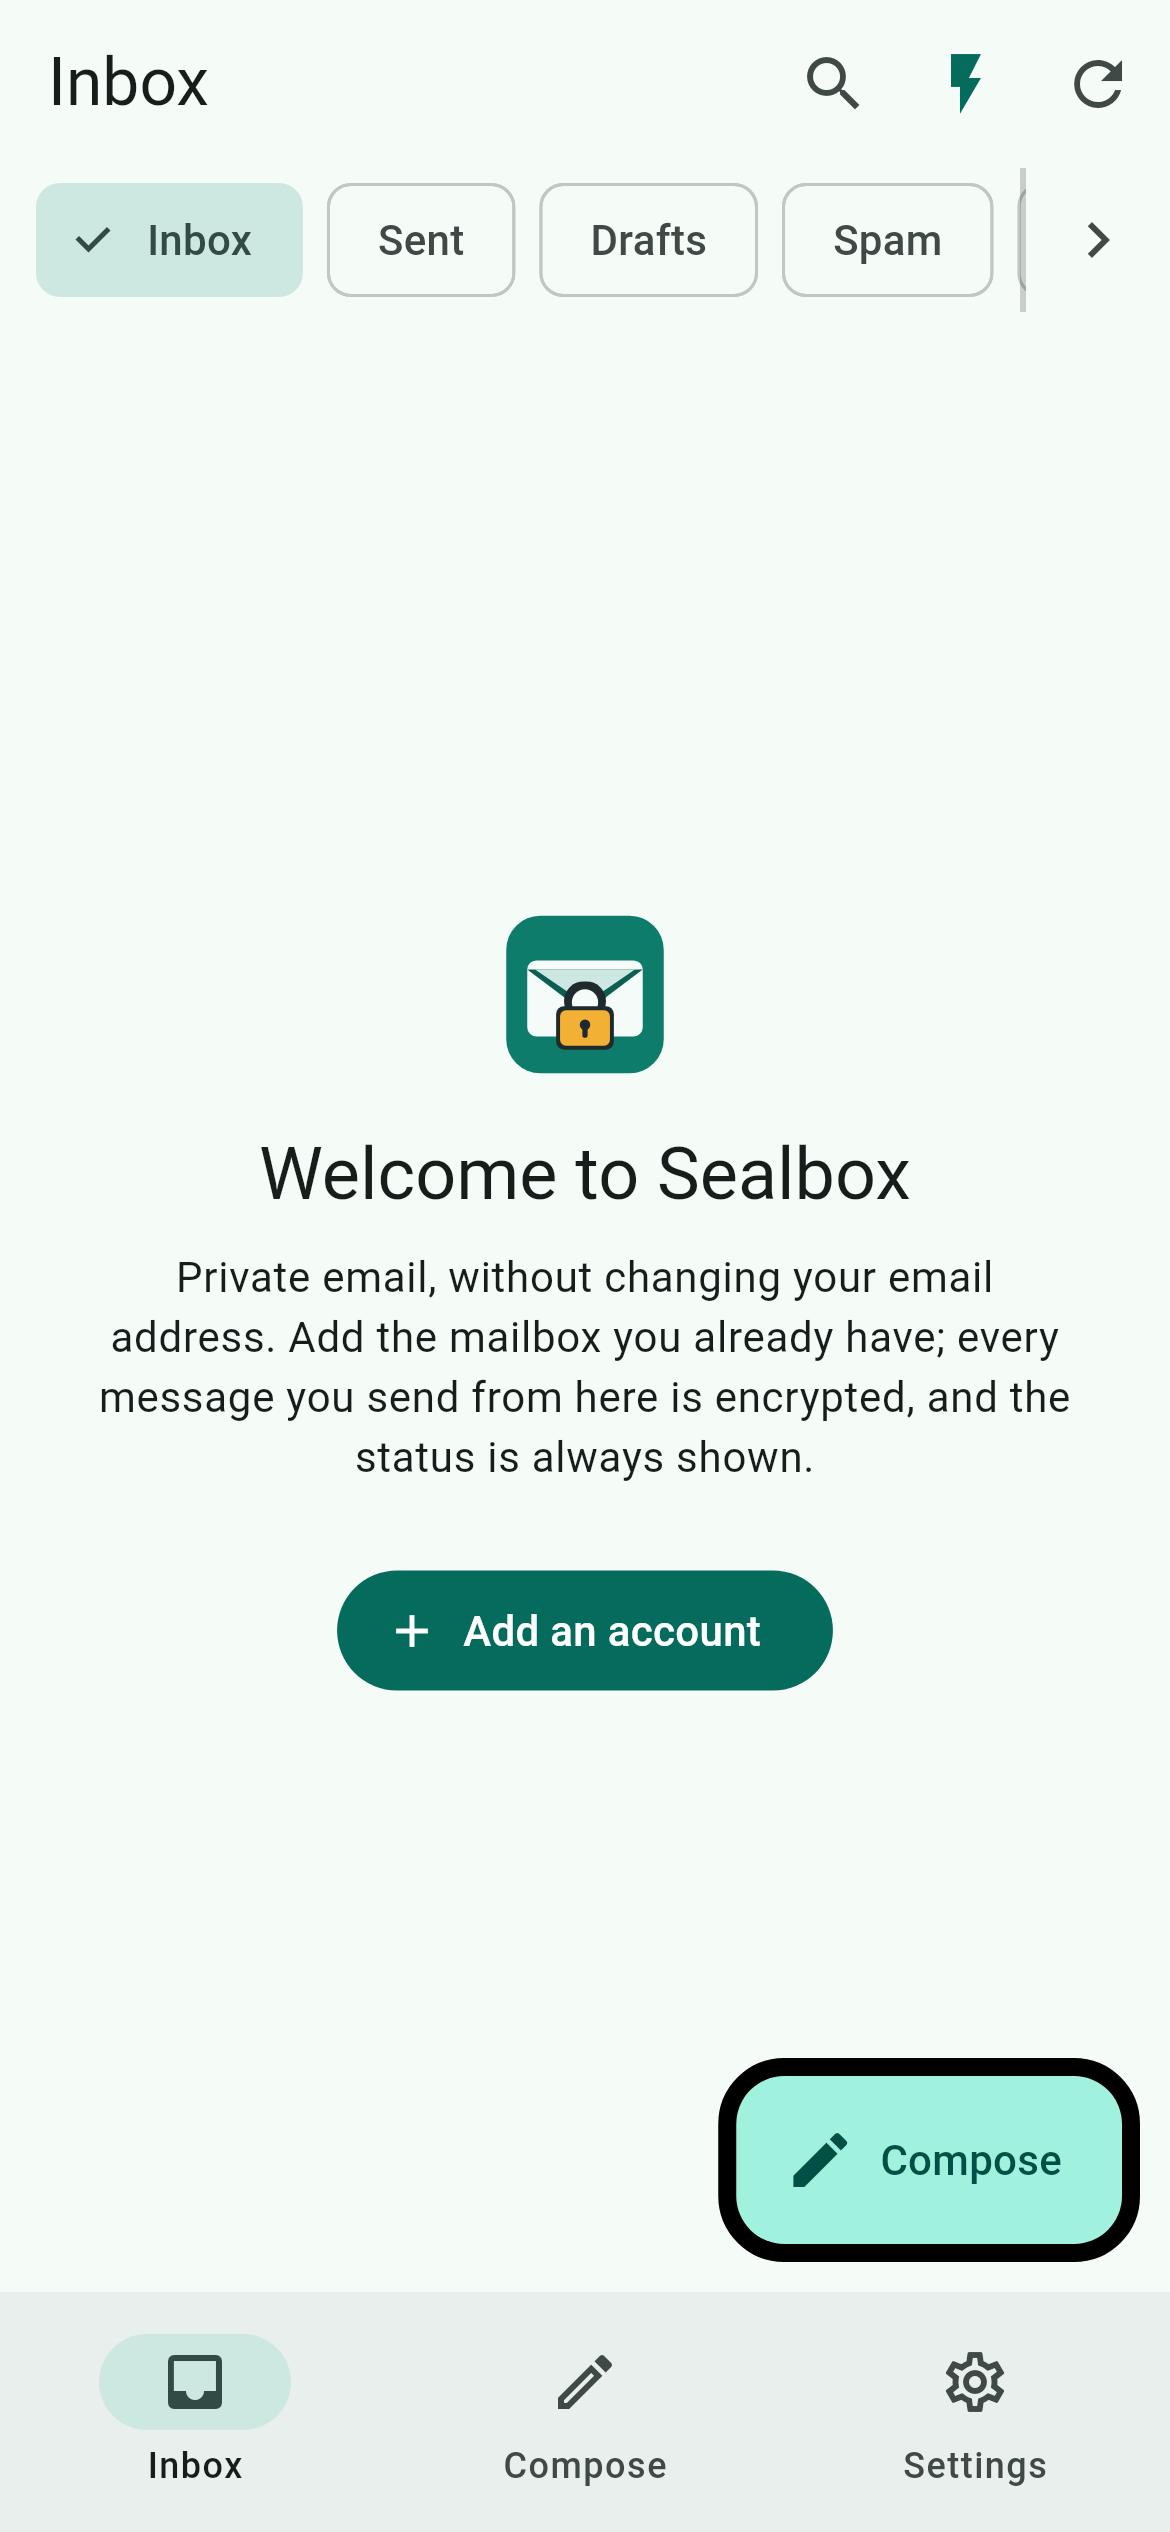 Inbox
Inbox
Sent
Drafts
Spam
Welcome to Sealbox
Private email, without changing your email
address. Add the mailbox you already have; every
message you send from here is encrypted, and the
status is always shown.
Add an account
Compose
Inbox
Compose
Settings